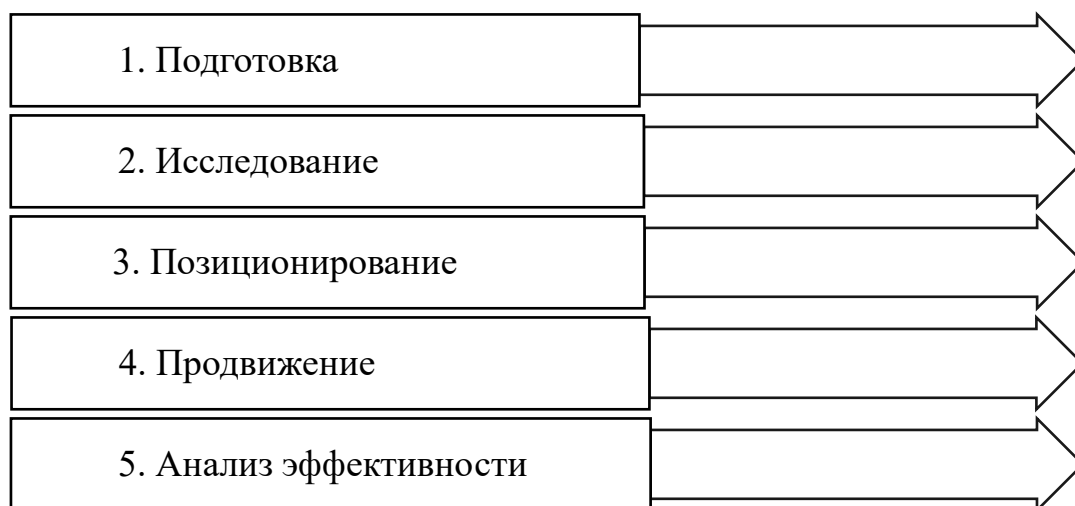 1. Подготовка
2. Исследование
3. Позиционирование
4. Продвижение
5. Анализ эффективности